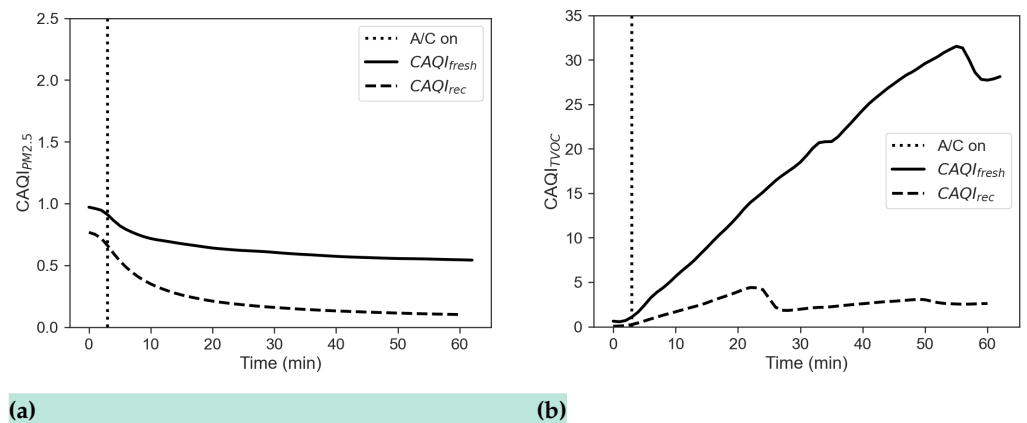 2.5
2.0
1.5
1.0
0.5
0.0
CAQI_PM2.5
0 10 20 30 40 50 60
Time (min)
A/C on
CAQI_fresh
CAQI_rec
35
30
25
20
15
30
5
0
CAQI_TVOC
0 10 20 30 40 50 60
Time (min)
A/C on
CAQI_fresh
CAQI_rec
(a) (b)